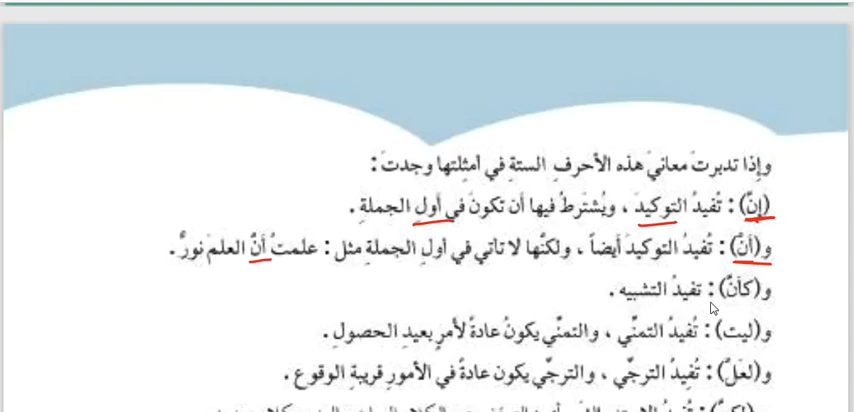 وإذا تدبرتَ معانيَ هذه الأحرفِ الستةِ في أمثلتها وجدتَ :
(إنَّ) : تُفيدُ التوكيدَ ، ويُشترطُ فيها أن تكونَ في أولِ الجملةِ .
و(أنَّ) : تُفيدُ التوكيدَ أيضاً ، ولكنَّها لا تأتي في أولِ الجملةِ مثل : علمتُ أنَّ العلمَ نورٌ .
و(كأنَّ) : تفيدُ التشبيه .
و(ليت) : تُفيدُ التمنِّي ، والتمنِّي يكونُ عادةً لأمرٍ بعيدِ الحصولِ .
و(لعَلَّ) : تُفِيدُ الترجِّي ، والترجِّي يكون عادةً في الأمورِ قريبةِ الوقوع .